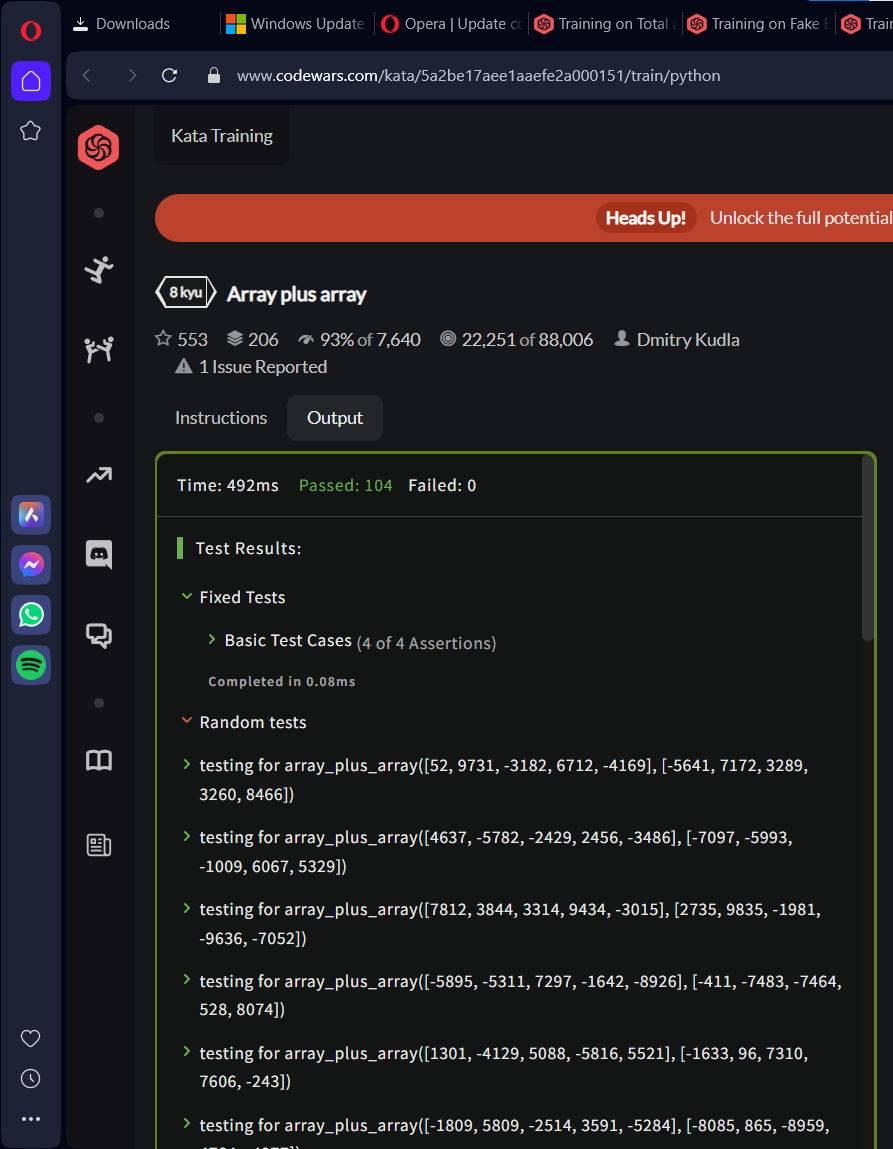 Downloads
Windows Update
Opera | Update co
Training on Total a
Training on Fake B
Train
www.codewars.com/kata/5a2be17aee1aaefe2a000151/train/python
Kata Training
Heads Up! Unlock the full potential
8 kyu Array plus array
553 206 93% of 7,640 22,251 of 88,006 Dmitry Kudla
1 Issue Reported
Instructions Output
Time: 492ms Passed: 104 Failed: 0
Test Results:
Fixed Tests
Basic Test Cases (4 of 4 Assertions)
Completed in 0.08ms
Random tests
testing for array_plus_array([52, 9731, -3182, 6712, -4169], [-5641, 7172, 3289,
3260, 8466])
testing for array_plus_array([4637, -5782, -2429, 2456, -3486], [-7097, -5993,
-1009, 6067, 5329])
testing for array_plus_array([7812, 3844, 3314, 9434, -3015], [2735, 9835, -1981,
-9636, -7052])
testing for array_plus_array([-5895, -5311, 7297, -1642, -8926], [-411, -7483, -7464,
528, 8074])
testing for array_plus_array([1301, -4129, 5088, -5816, 5521], [-1633, 96, 7310,
7606, -243])
testing for array_plus_array([-1809, 5809, -2514, 3591, -5284], [-8085, 865, -8959,